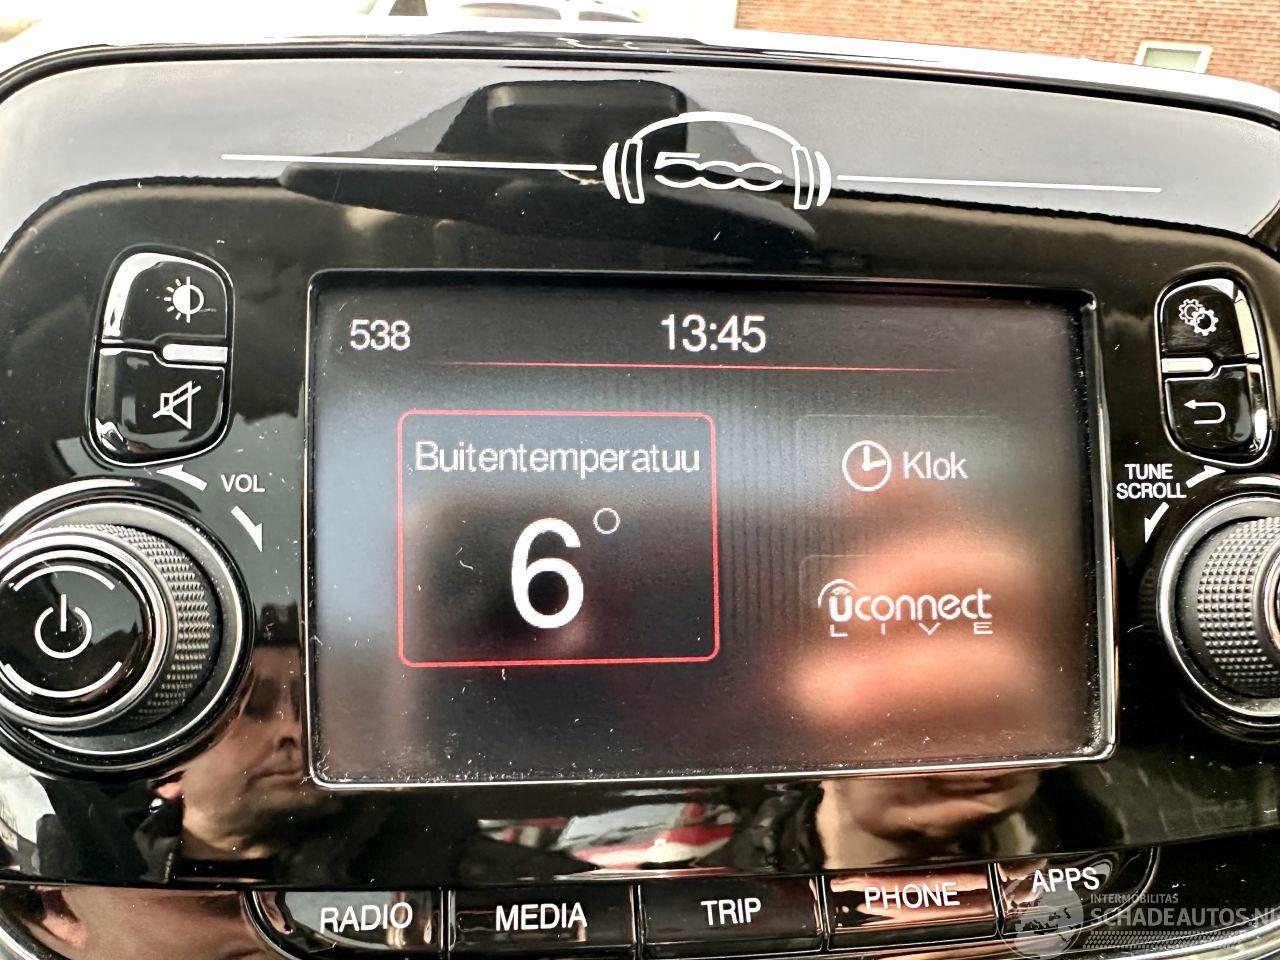 500
538
13:45
Buitentemperatuu
6°
Klok
uconnect
LIVE
VOL
TUNE
SCROLL
RADIO
MEDIA
TRIP
PHONE
APPS
INTERMOBILITAS
SCHADEAUTOS.NL